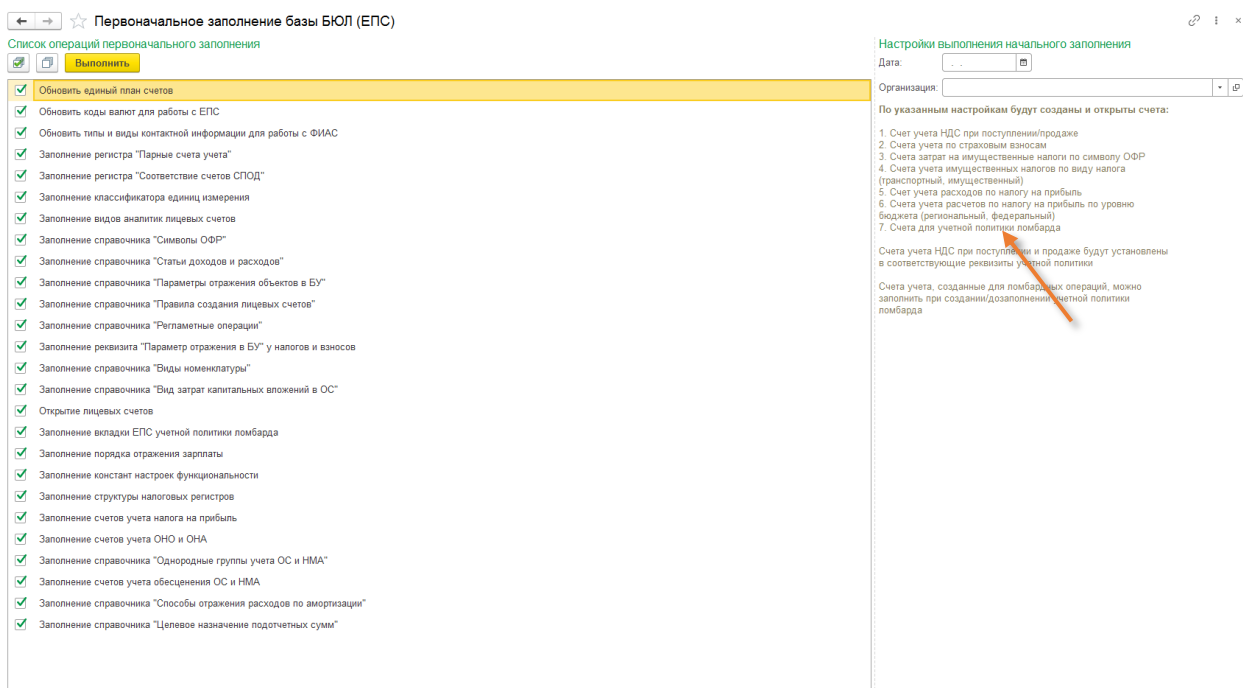 Первоначальное заполнение базы БЮЛ (ЕПС)
Список операций первоначального заполнения
Выполнить
Обновить единый план счетов
Обновить коды валют для работы с ЕПС
Обновить типы и виды контактной информации для работы с ФИАС
Заполнение регистра "Парные счета учета"
Заполнение регистра "Соответствие счетов СПОД"
Заполнение классификатора единиц измерения
Заполнение видов аналитик лицевых счетов
Заполнение справочника "Символы ОФР"
Заполнение справочника "Статьи доходов и расходов"
Заполнение справочника "Параметры отражения объектов в БУ"
Заполнение справочника "Правила создания лицевых счетов"
Заполнение справочника "Регламетные операции"
Заполнение реквизита "Параметр отражения в БУ" у налогов и взносов
Заполнение справочника "Виды номенклатуры"
Заполнение справочника "Вид затрат капитальных вложений в ОС"
Открытие лицевых счетов
Заполнение вкладки ЕПС учетной политики ломбарда
Заполнение порядка отражения зарплаты
Заполнение констант настроек функциональности
Заполнение структуры налоговых регистров
Заполнение счетов учета налога на прибыль
Заполнение счетов учета ОНО и ОНА
Заполнение справочника "Однородные группы учета ОС и НМА"
Заполнение счетов учета обесценения ОС и НМА
Заполнение справочника "Способы отражения расходов по амортизации"
Заполнение справочника "Целевое назначение подотчетных сумм"
Настройки выполнения начального заполнения
Дата: . .
Организация:
По указанным настройкам будут созданы и открыты счета:
1. Счет учета НДС при поступлении/продаже
2. Счета учета по страховым взносам
3. Счета затрат на имущественные налоги по символу ОФР
4. Счета учета имущественных налогов по виду налога
(транспортный, имущественный)
5. Счет учета расходов по налогу на прибыль
6. Счета учета расчетов по налогу на прибыль по уровню
бюджета (региональный, федеральный)
7. Счета для учетной политики ломбарда
Счета учета НДС при поступлении и продаже будут установлены
в соответствующие реквизиты учетной политики
Счета учета, созданные для ломбардных операций, можно
заполнить при создании/дозаполнении учетной политики
ломбарда